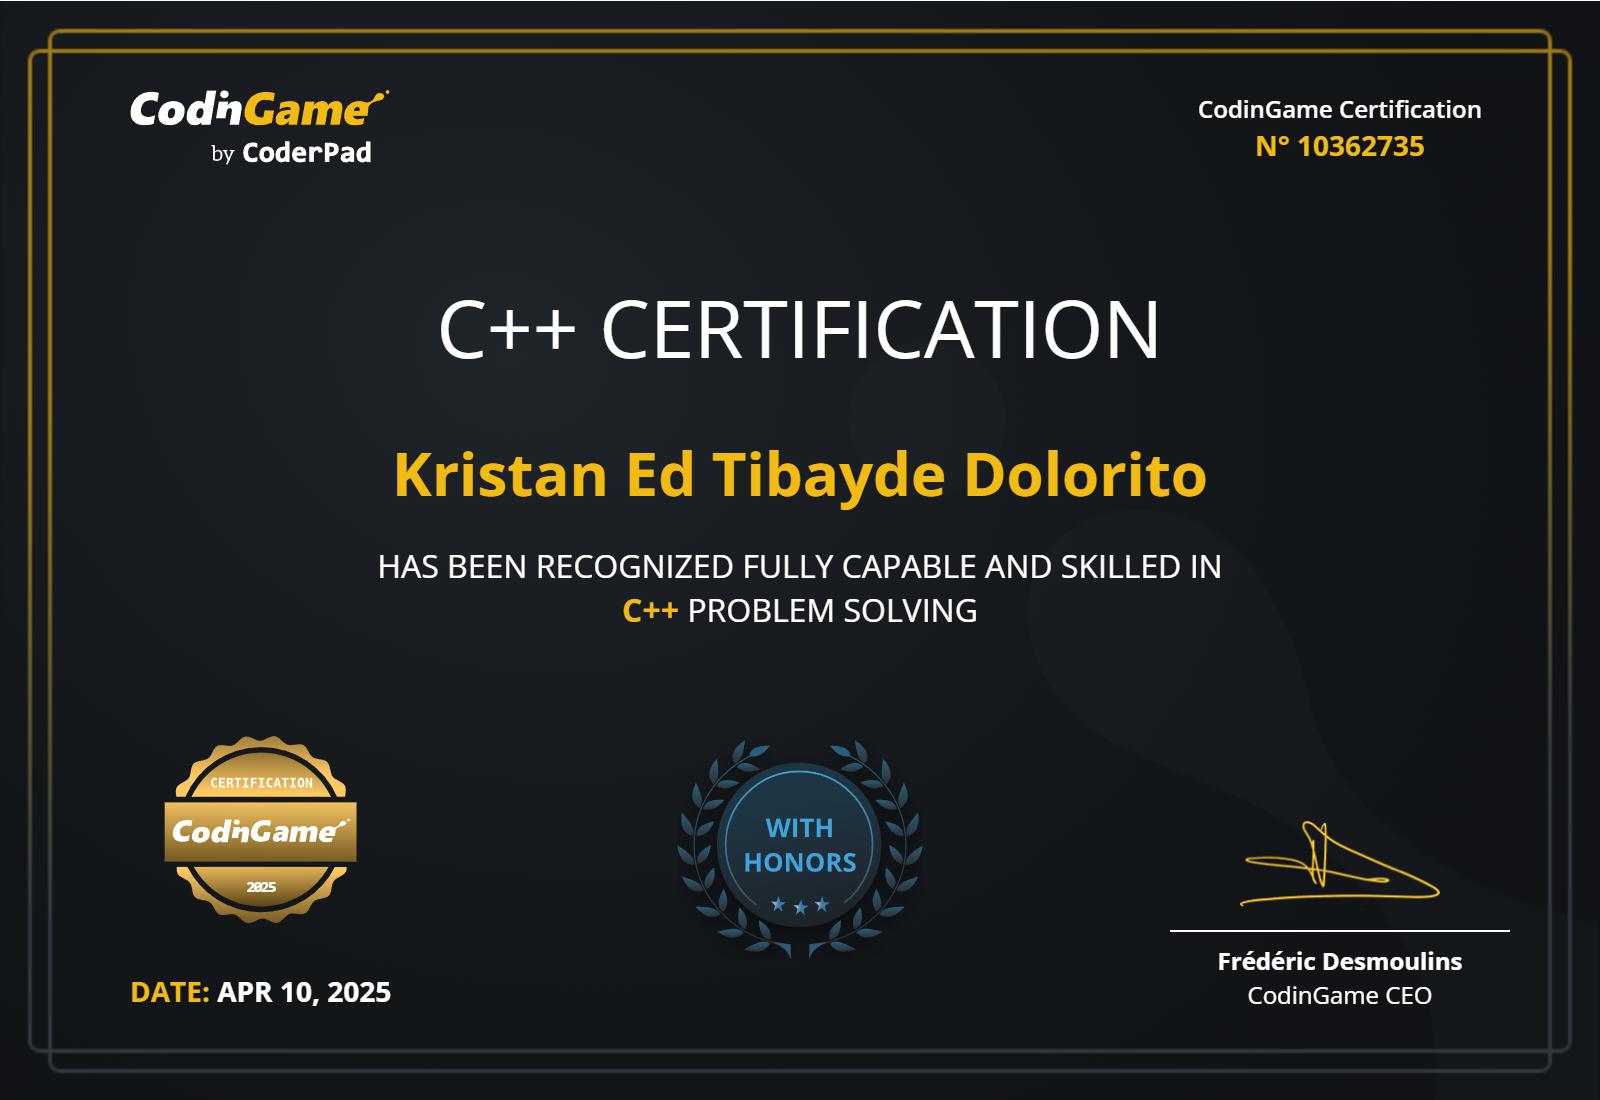 CodinGame
by CoderPad
CodinGame Certification
N° 10362735
C++ CERTIFICATION
Kristan Ed Tibayde Dolorito
HAS BEEN RECOGNIZED FULLY CAPABLE AND SKILLED IN
C++ PROBLEM SOLVING
CERTIFICATION
CodinGame
2025
WITH
HONORS
DATE: APR 10, 2025
Frédéric Desmoulins
CodinGame CEO